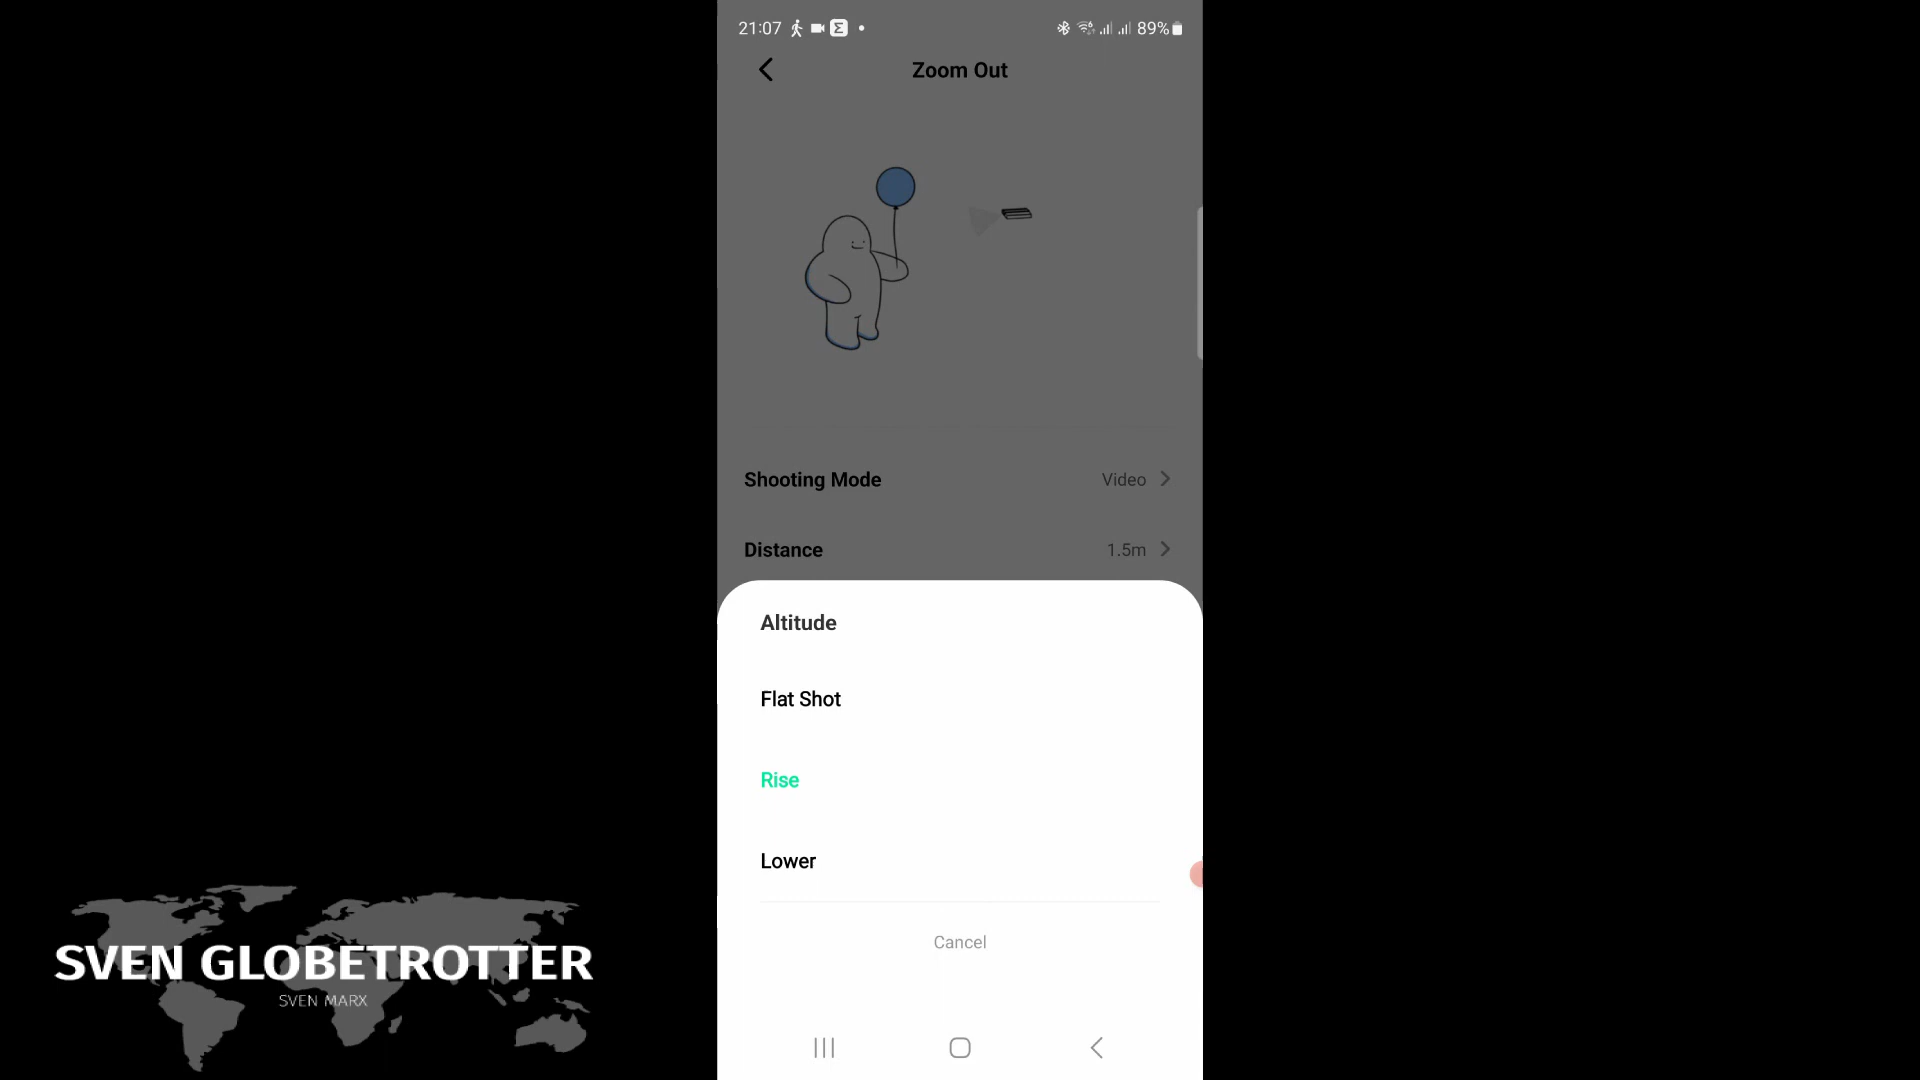 21:07
89%
Zoom Out
Shooting Mode
Video
Distance
1.5m
Altitude
Flat Shot
Rise
Lower
Cancel
SVEN GLOBETROTTER
SVEN MARX